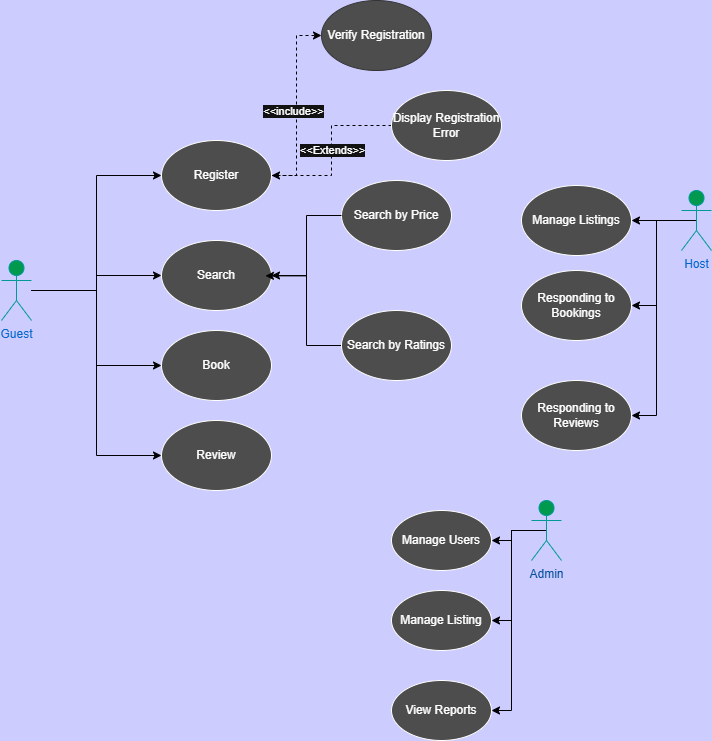 Verify Registration
<<include>>
Display Registration
Error
<<Extends>>
Register
Search by Price
Manage Listings
Host
Search
Responding to
Bookings
Guest
Search by Ratings
Book
Responding to
Reviews
Review
Manage Users
Admin
Manage Listing
View Reports